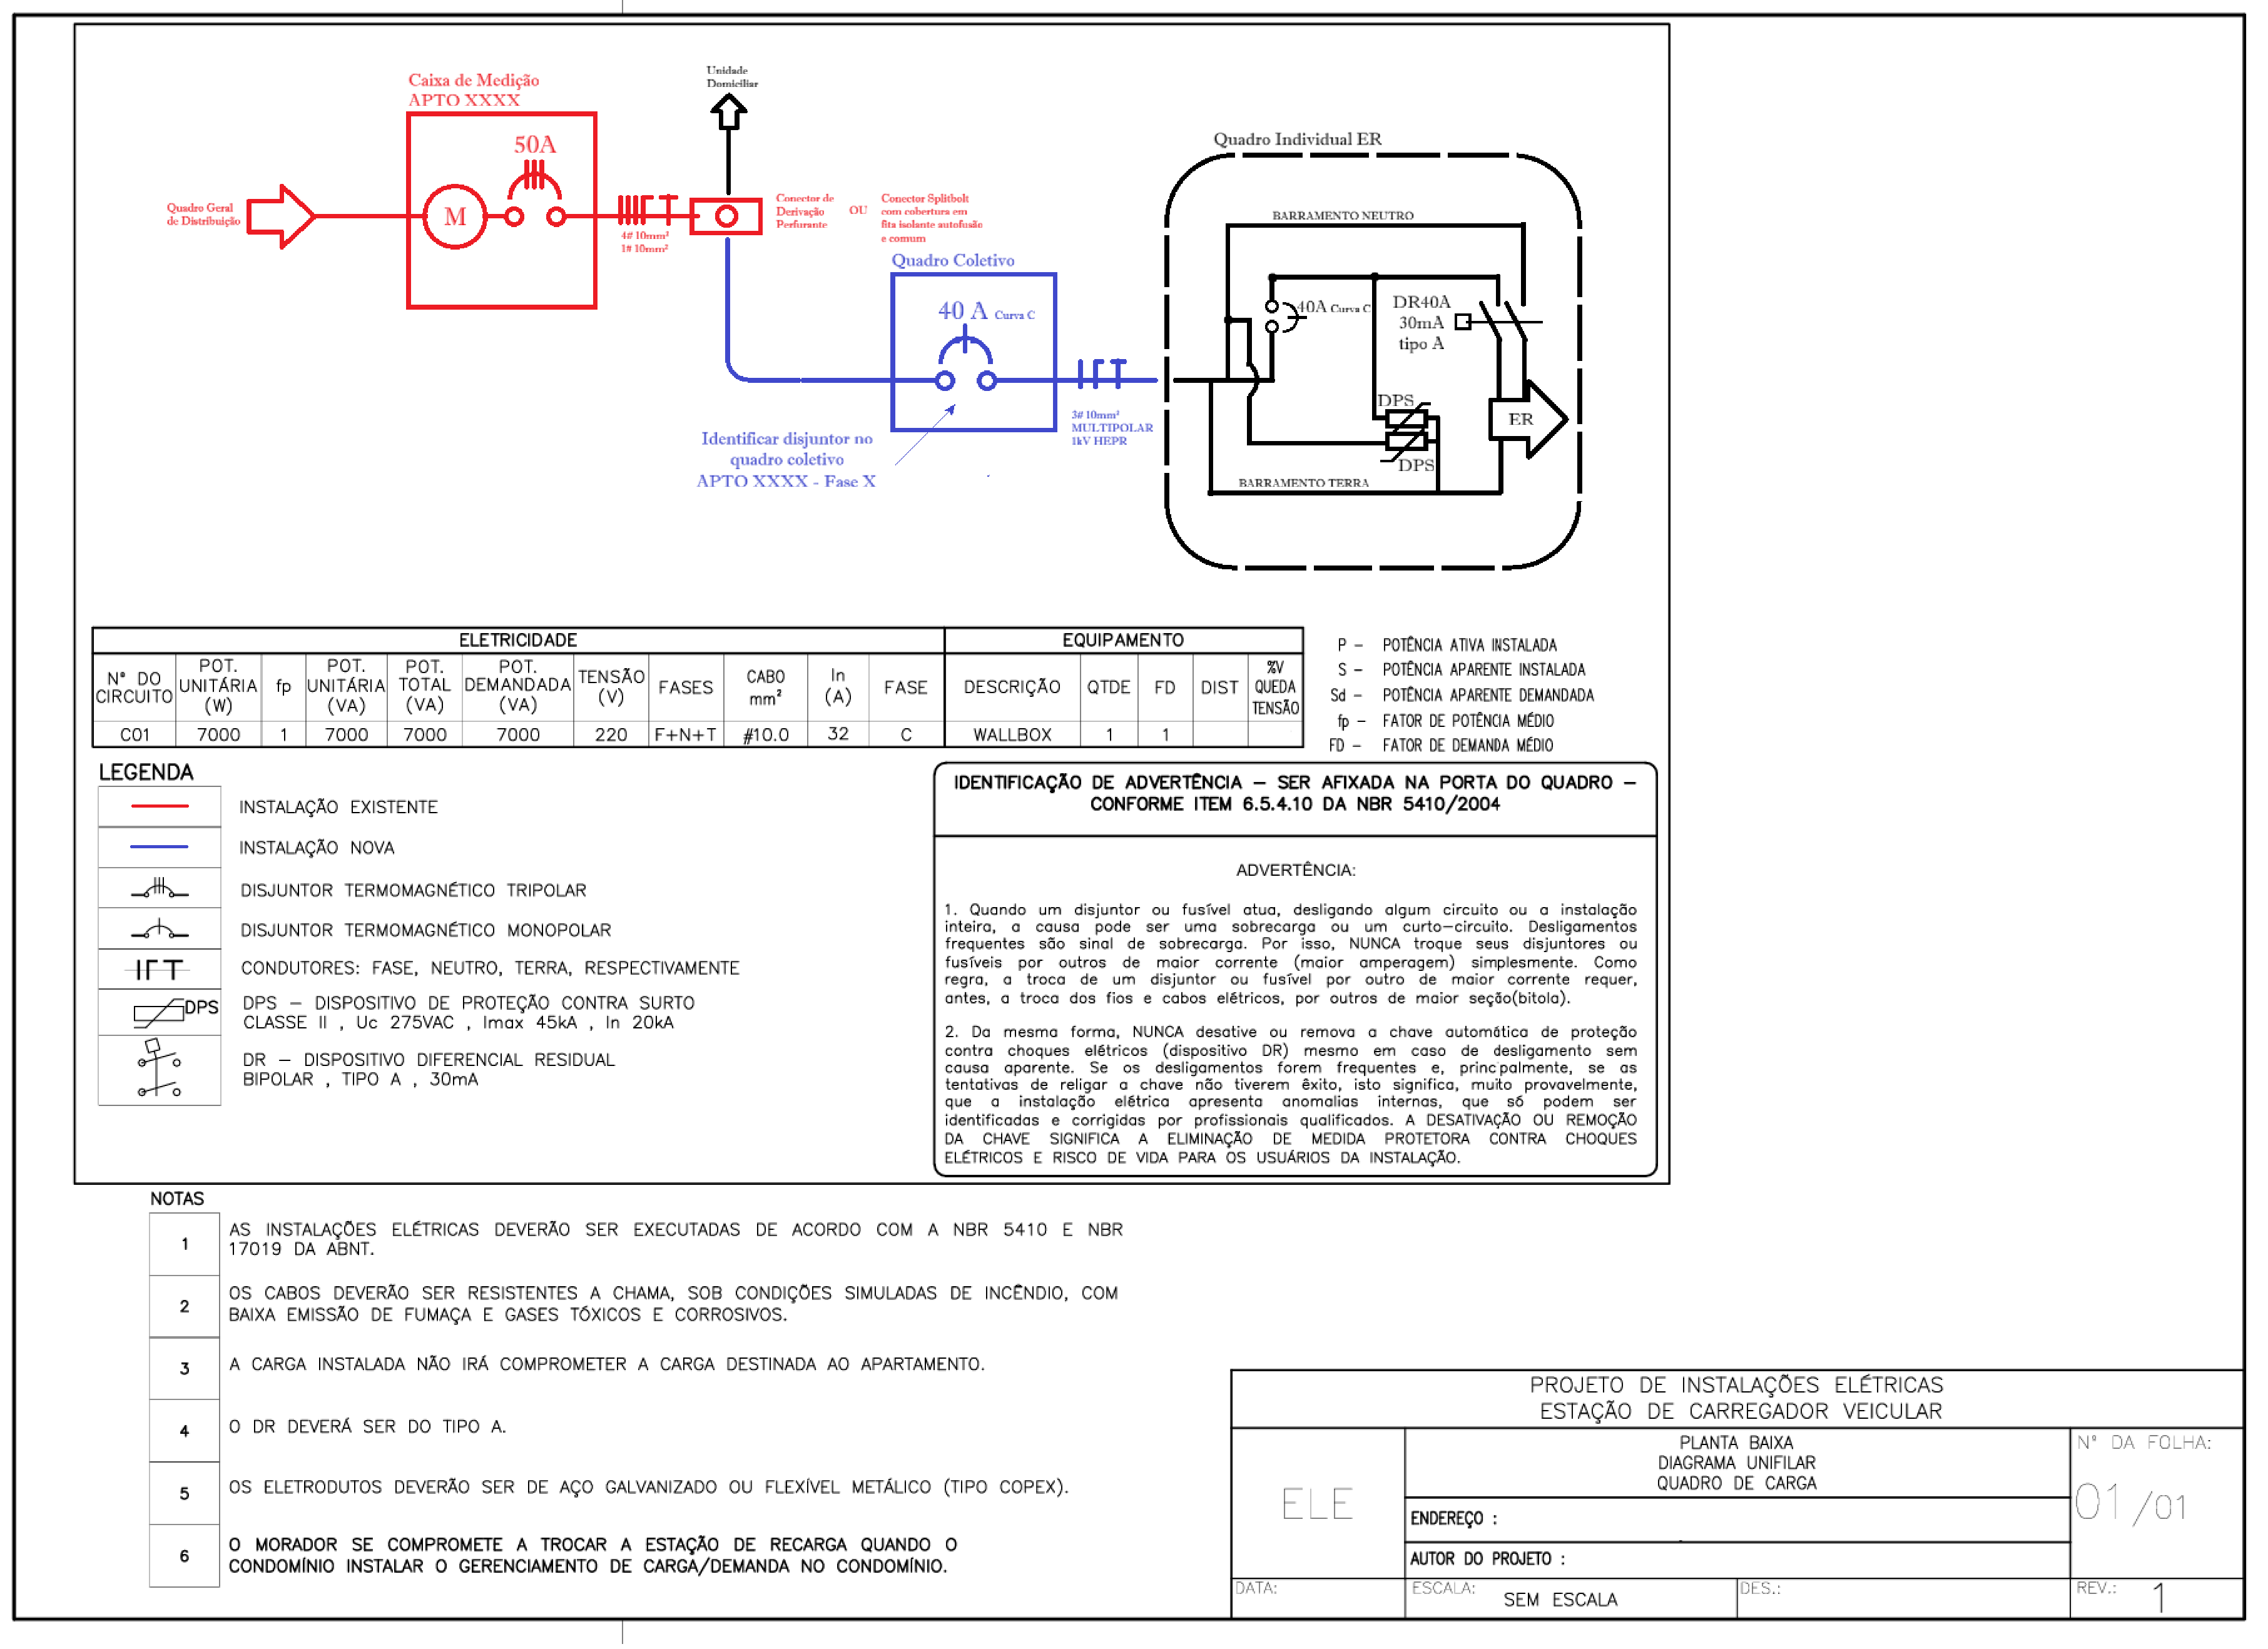 Unidade
Domiciliar
Caixa de Medição
APTO XXXX
50A
M
Quadro Geral
de Distribuição
4# 10mm²
1# 10mm²
Conector de
Derivação
Perfurante
OU
Conector Splitbolt
com cobertura em
fita isolante autofusão
e comum
Quadro Coletivo
40 A Curva C
Identificar disjuntor no
quadro coletivo
APTO XXXX - Fase X
3# 10mm²
MULTIPOLAR
1kV HEPR
Quadro Individual ER
BARRAMENTO NEUTRO
40A Curva C
DR40A
30mA
tipo A
DPS
DPS
ER
BARRAMENTO TERRA
ELETRICIDADE
EQUIPAMENTO
N° DO CIRCUITO
POT. UNITÁRIA (W)
fp
POT. UNITÁRIA (VA)
POT. TOTAL (VA)
POT. DEMANDADA (VA)
TENSÃO (V)
FASES
CABO mm²
In (A)
FASE
DESCRIÇÃO
QTDE
FD
DIST
%V QUEDA TENSÃO
C01 7000 1 7000 7000 7000 220 F+N+T #10.0 32 C WALLBOX 1 1
P – POTÊNCIA ATIVA INSTALADA
S – POTÊNCIA APARENTE INSTALADA
Sd – POTÊNCIA APARENTE DEMANDADA
fp – FATOR DE POTÊNCIA MÉDIO
FD – FATOR DE DEMANDA MÉDIO
LEGENDA
INSTALAÇÃO EXISTENTE
INSTALAÇÃO NOVA
DISJUNTOR TERMOMAGNÉTICO TRIPOLAR
DISJUNTOR TERMOMAGNÉTICO MONOPOLAR
CONDUTORES: FASE, NEUTRO, TERRA, RESPECTIVAMENTE
DPS
DPS – DISPOSITIVO DE PROTEÇÃO CONTRA SURTO
CLASSE II , Uc 275VAC , Imax 45kA , In 20kA
DR – DISPOSITIVO DIFERENCIAL RESIDUAL
BIPOLAR , TIPO A , 30mA
IDENTIFICAÇÃO DE ADVERTÊNCIA – SER AFIXADA NA PORTA DO QUADRO –
CONFORME ITEM 6.5.4.10 DA NBR 5410/2004
ADVERTÊNCIA:
1. Quando um disjuntor ou fusível atua, desligando algum circuito ou a instalação
inteira, a causa pode ser uma sobrecarga ou um curto–circuito. Desligamentos
frequentes são sinal de sobrecarga. Por isso, NUNCA troque seus disjuntores ou
fusíveis por outros de maior corrente (maior amperagem) simplesmente. Como
regra, a troca de um disjuntor ou fusível por outro de maior corrente requer,
antes, a troca dos fios e cabos elétricos, por outros de maior seção(bitola).
2. Da mesma forma, NUNCA desative ou remova a chave automática de proteção
contra choques elétricos (dispositivo DR) mesmo em caso de desligamento sem
causa aparente. Se os desligamentos forem frequentes e, principalmente, se as
tentativas de religar a chave não tiverem êxito, isto significa, muito provavelmente,
que a instalação elétrica apresenta anomalias internas, que só podem ser
identificadas e corrigidas por profissionais qualificados. A DESATIVAÇÃO OU REMOÇÃO
DA CHAVE SIGNIFICA A ELIMINAÇÃO DE MEDIDA PROTETORA CONTRA CHOQUES
ELÉTRICOS E RISCO DE VIDA PARA OS USUÁRIOS DA INSTALAÇÃO.
NOTAS
1
AS INSTALAÇÕES ELÉTRICAS DEVERÃO SER EXECUTADAS DE ACORDO COM A NBR 5410 E NBR
17019 DA ABNT.
2
OS CABOS DEVERÃO SER RESISTENTES A CHAMA, SOB CONDIÇÕES SIMULADAS DE INCÊNDIO, COM
BAIXA EMISSÃO DE FUMAÇA E GASES TÓXICOS E CORROSIVOS.
3
A CARGA INSTALADA NÃO IRÁ COMPROMETER A CARGA DESTINADA AO APARTAMENTO.
4
O DR DEVERÁ SER DO TIPO A.
5
OS ELETRODUTOS DEVERÃO SER DE AÇO GALVANIZADO OU FLEXÍVEL METÁLICO (TIPO COPEX).
6
O MORADOR SE COMPROMETE A TROCAR A ESTAÇÃO DE RECARGA QUANDO O
CONDOMÍNIO INSTALAR O GERENCIAMENTO DE CARGA/DEMANDA NO CONDOMÍNIO.
PROJETO DE INSTALAÇÕES ELÉTRICAS
ESTAÇÃO DE CARREGADOR VEICULAR
ELE
PLANTA BAIXA
DIAGRAMA UNIFILAR
QUADRO DE CARGA
N° DA FOLHA:
01/01
ENDEREÇO :
AUTOR DO PROJETO :
DATA:
ESCALA:
SEM ESCALA
DES.:
REV.:
1